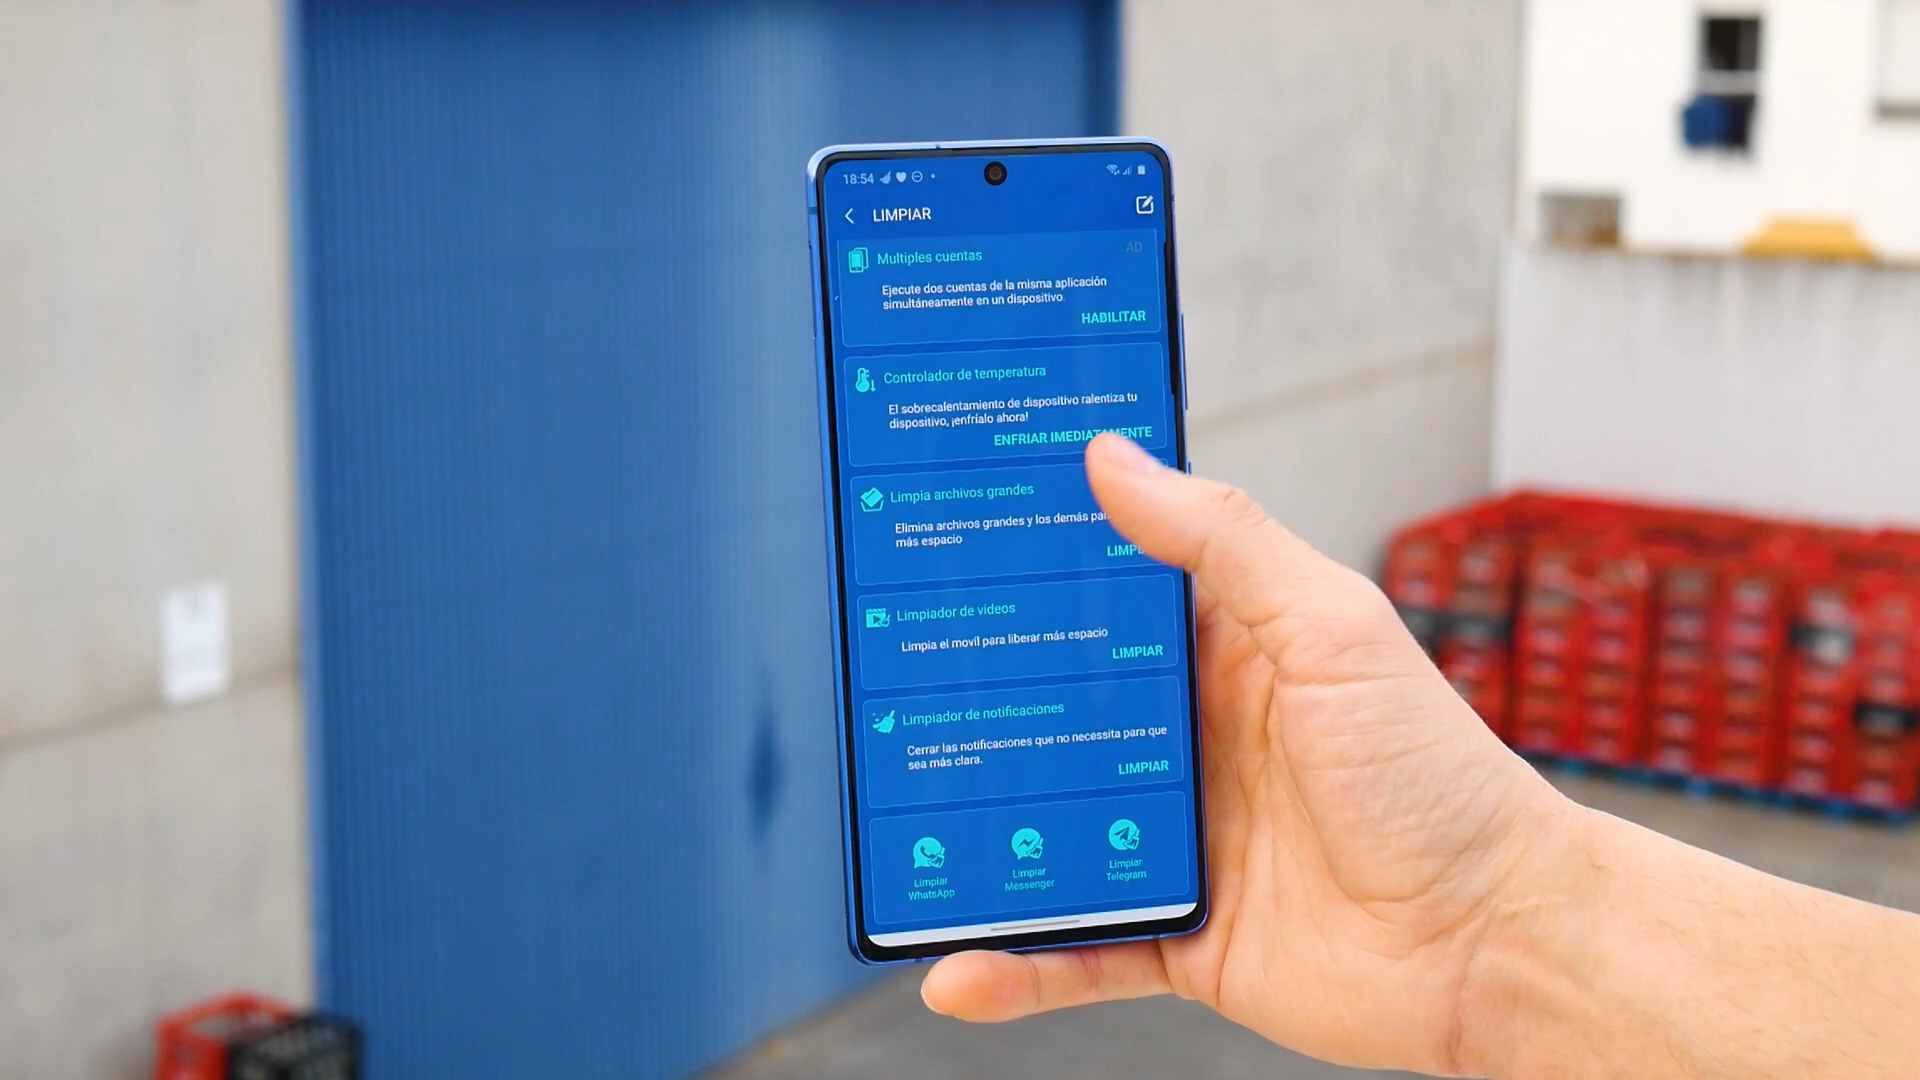 18:54
LIMPIAR
Multiples cuentas
AD
Ejecute dos cuentas de la misma aplicación
simultáneamente en un dispositivo.
HABILITAR
Controlador de temperatura
El sobrecalentamiento de dispositivo ralentiza tu
dispositivo, ¡enfríalo ahora!
ENFRIAR IMEDIATAMENTE
Limpia archivos grandes
Elimina archivos grandes y los demás
más espacio
Limpiador de videos
Limpia el movíl para liberar más espacio
LIMPIAR
Limpiador de notificaciones
Cerrar las notificaciones que no necessita para que
sea más clara.
LIMPIAR
Limpiar
WhatsApp
Limpiar
Messenger
Limpiar
Telegram